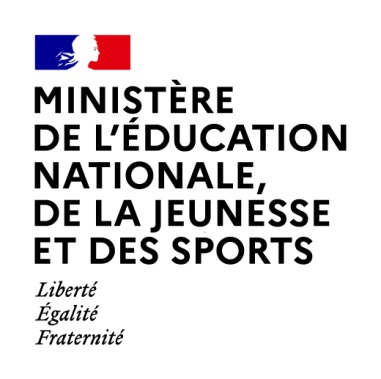 MINISTÈRE
DE L’ÉDUCATION
NATIONALE,
DE LA JEUNESSE
ET DES SPORTS
Liberté
Égalité
Fraternité